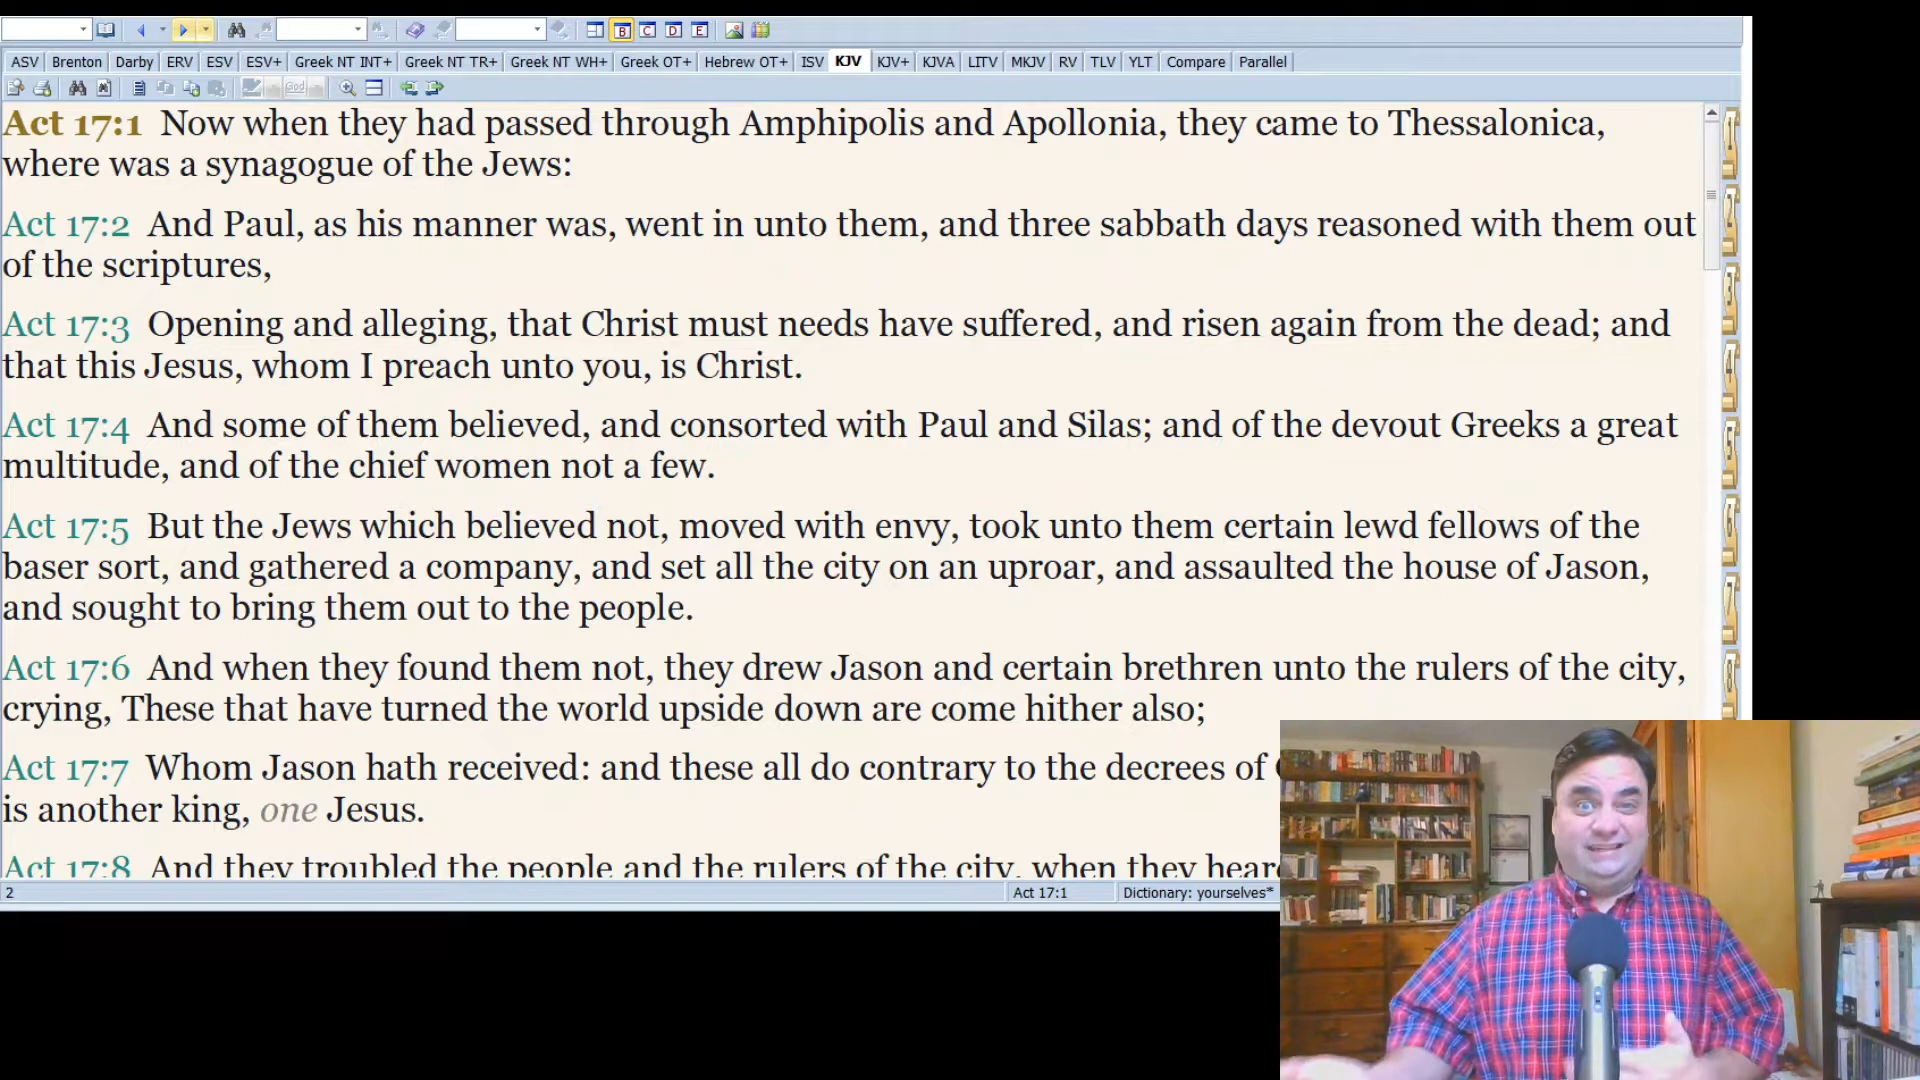 B C D E
ASV Brenton Darby ERV ESV ESV+ Greek NT INT+ Greek NT TR+ Greek NT WH+ Greek OT+ Hebrew OT+ ISV KJV KJV+ KJVA LITV MKJV RV TLV YLT Compare Parallel
God
Act 17:1 Now when they had passed through Amphipolis and Apollonia, they came to Thessalonica,
where was a synagogue of the Jews:
Act 17:2 And Paul, as his manner was, went in unto them, and three sabbath days reasoned with them out
of the scriptures,
Act 17:3 Opening and alleging, that Christ must needs have suffered, and risen again from the dead; and
that this Jesus, whom I preach unto you, is Christ.
Act 17:4 And some of them believed, and consorted with Paul and Silas; and of the devout Greeks a great
multitude, and of the chief women not a few.
Act 17:5 But the Jews which believed not, moved with envy, took unto them certain lewd fellows of the
baser sort, and gathered a company, and set all the city on an uproar, and assaulted the house of Jason,
and sought to bring them out to the people.
Act 17:6 And when they found them not, they drew Jason and certain brethren unto the rulers of the city,
crying, These that have turned the world upside down are come hither also;
Act 17:7 Whom Jason hath received: and these all do contrary to the decrees of
is another king, one Jesus.
Act 17:8 And they troubled the people and the rulers of the city, when they hear
2 Act 17:1 Dictionary: yourselves*
1
2
3
4
5
6
7
8